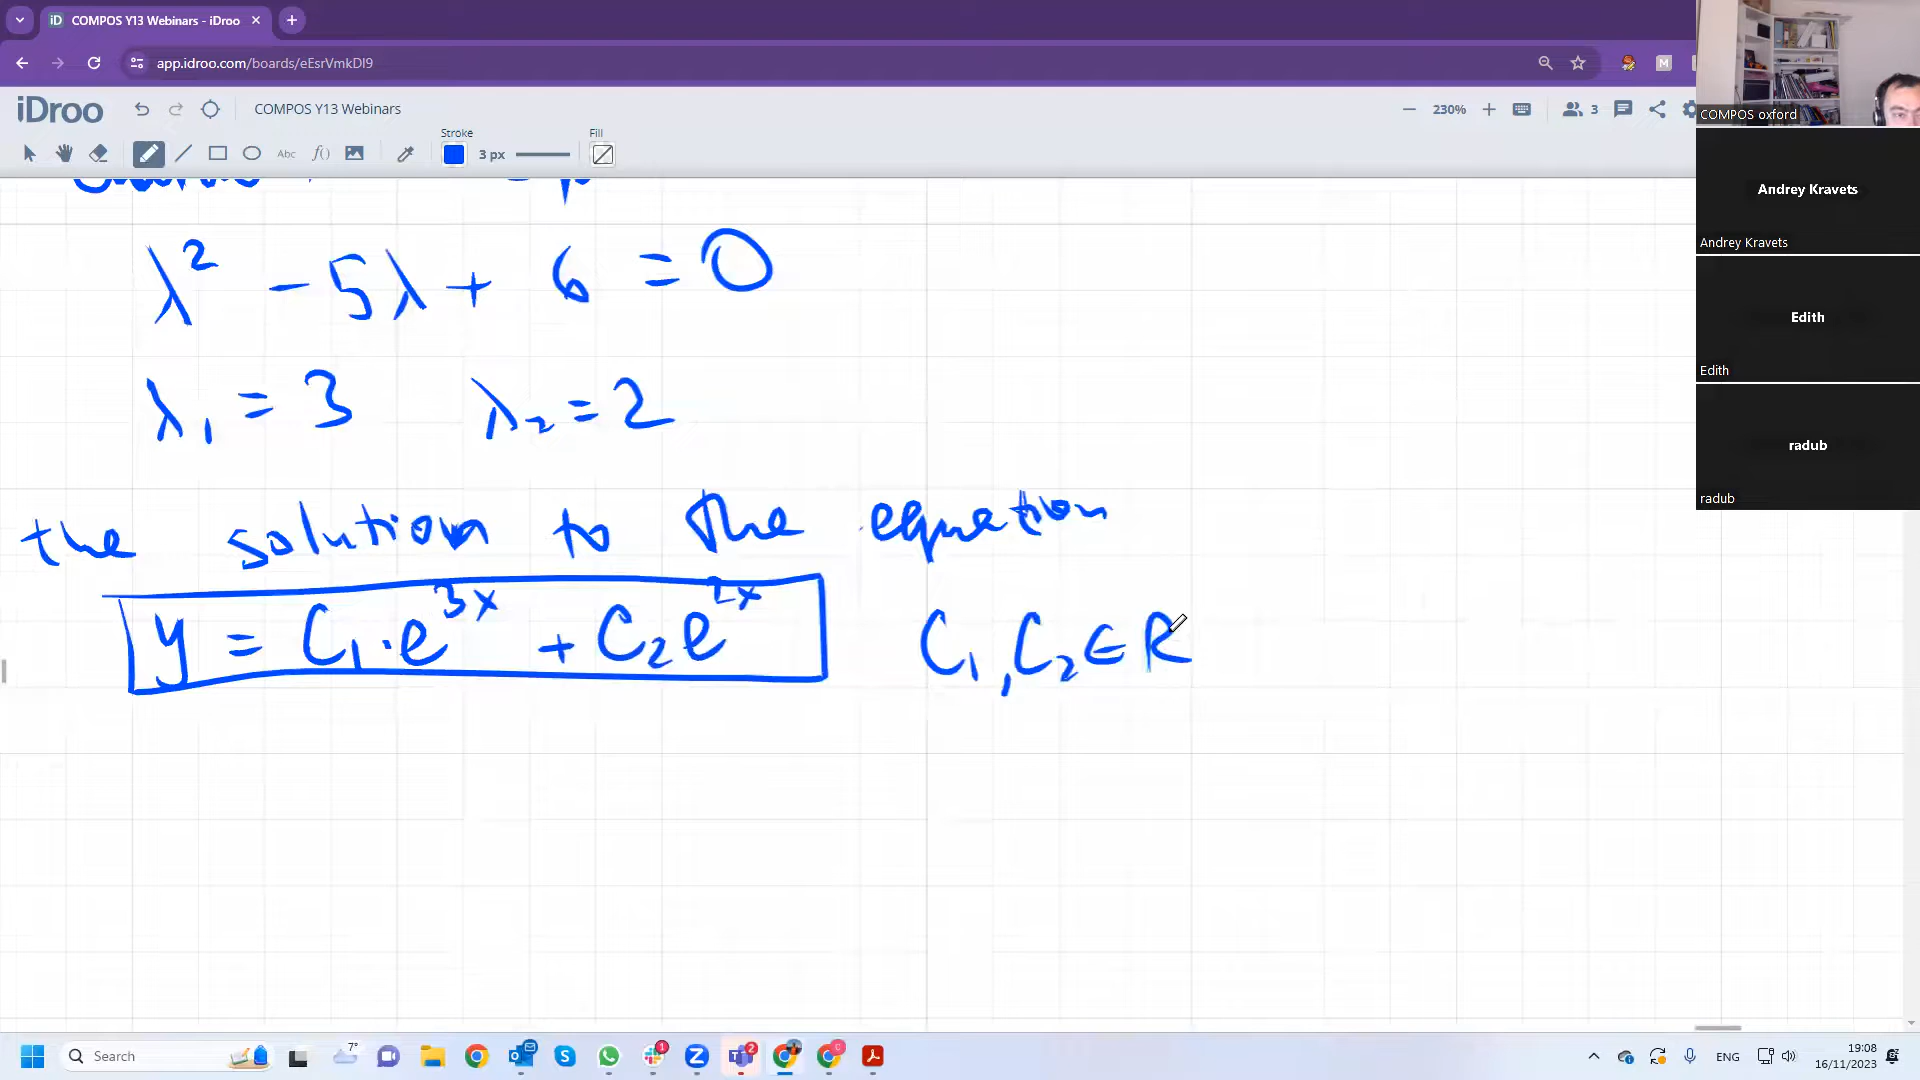 COMPOS Y13 Webinars - iDroo
app.idroo.com/boards/eEsrVmkDI9
iDroo
COMPOS Y13 Webinars
230%
3
Stroke
Fill
Abc
f()
3 px
λ² - 5λ + 6 = 0
λ₁ = 3 λ₂ = 2
the solution to the equation
y = C₁·e^3x + C₂e^2x
C₁, C₂ ∈ R
COMPOS oxford
Andrey Kravets
Andrey Kravets
Edith
Edith
radub
radub
Search
7°
ENG
19:08
16/11/2023